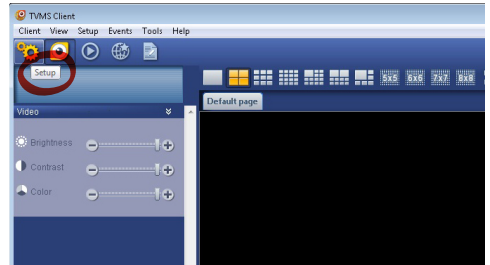 TVMS Client
Client View Setup Events Tools Help
Setup
5x5 6x6 7x7 8x8
Default page
Video
Brightness
Contrast
Color